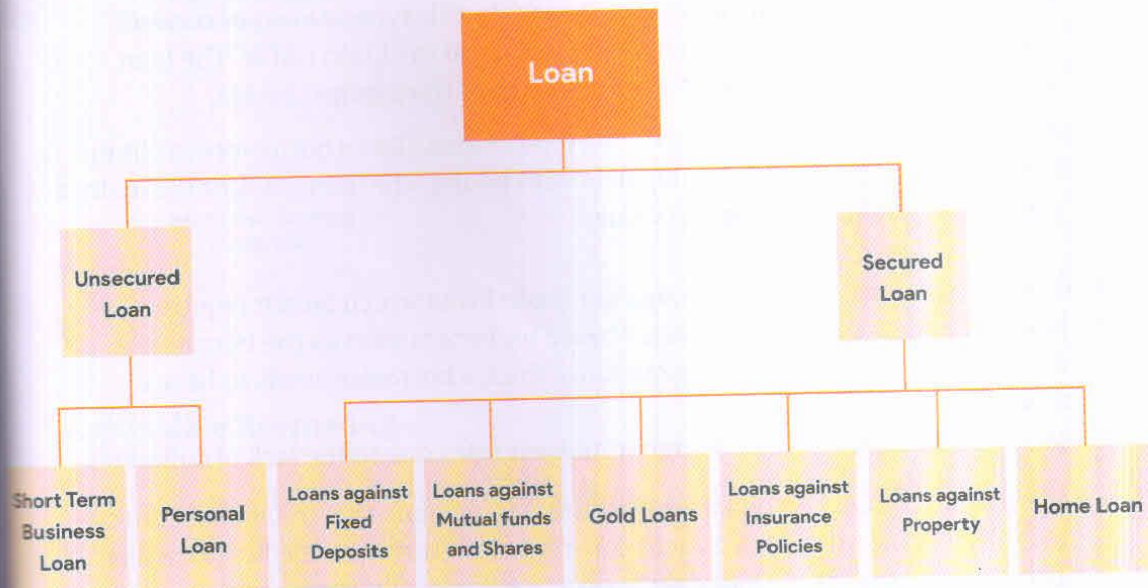 Loan
Unsecured
Loan
Secured
Loan
Short Term
Business
Loan
Personal
Loan
Loans against
Fixed
Deposits
Loans against
Mutual funds
and Shares
Gold Loans
Loans against
Insurance
Policies
Loans against
Property
Home Loan